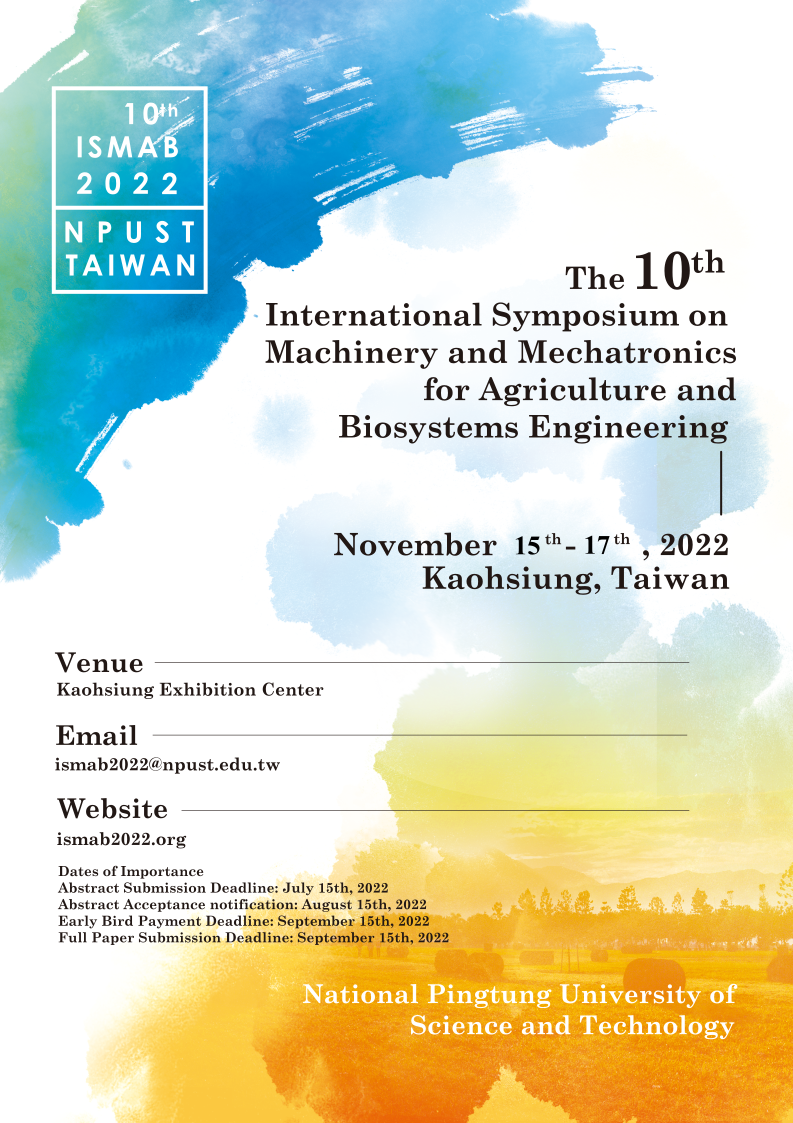 10th
ISMAB
2022
NPUST
TAIWAN
The 10th
International Symposium on
Machinery and Mechatronics
for Agriculture and
Biosystems Engineering
November 15th - 17th , 2022
Kaohsiung, Taiwan
Venue
Kaohsiung Exhibition Center
Email
ismab2022@npust.edu.tw
Website
ismab2022.org
Dates of Importance
Abstract Submission Deadline: July 15th, 2022
Abstract Acceptance notification: August 15th, 2022
Early Bird Payment Deadline: September 15th, 2022
Full Paper Submission Deadline: September 15th, 2022
National Pingtung University of
Science and Technology